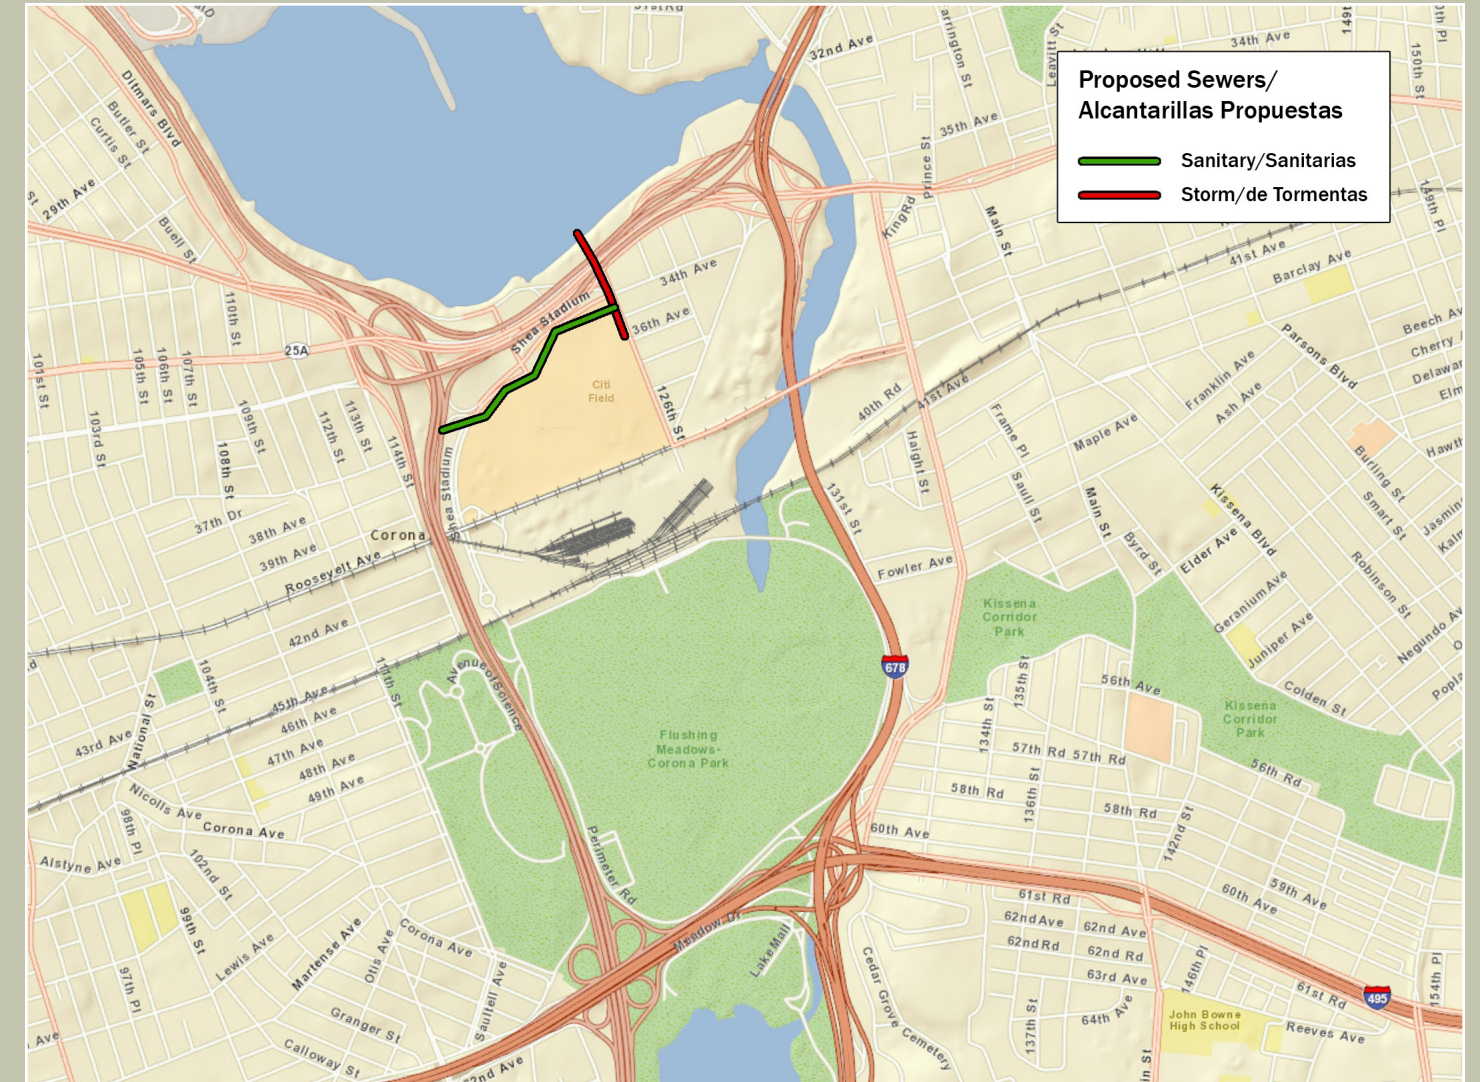 Proposed Sewers/
Alcantarillas Propuestas
Sanitary/Sanitarias
Storm/de Tormentas
32nd Ave
34th Ave
150th St
Ditmars Blvd
Butler St
Curtis St
29th Ave
Buell St
35th Ave
Prince St
King Rd
Main St
149th Pl
41st Ave
Barclay Ave
34th Ave
36th Ave
Shea Stadium
110th St
25A
101st St
105th St
106th St
107th St
103rd St
109th St
108th St
112th St
113th St
114th St
Citi
Field
126th St
Shea Stadium
40th Rd
41st Ave
Haight St
Frame Pl
Saull St
Main St
Maple Ave
Franklin Ave
Ash Ave
Parsons Blvd
Beech Av
Cherry
Delawar
Elm
Hawth
Burling St
Smart St
Jasmin
Kissena Blvd
Byrd St
Elder Ave
Geranium Ave
Juniper Ave
Robinson St
Negundo Av
Colden St
37th Dr
38th Ave
39th Ave
Corona
Roosevelt Ave
42nd Ave
131st St
Fowler Ave
Kissena
Corridor
Park
678
111th St
104th St
45th Ave
46th Ave
47th Ave
48th Ave
49th Ave
43rd Ave
National St
Avenue of Science
Flushing
Meadows-
Corona Park
135th St
134th St
56th Ave
Kissena
Corridor
Park
57th Rd
57th Rd
56th Rd
58th Rd
136th St
58th Rd
142nd St
60th Ave
Nicolls Ave
98th Pl
Corona Ave
Alstyne Ave
102nd St
99th St
Lewis Ave
Martense Ave
Otis Ave
Corona Ave
Saultell Ave
97th Pl
Granger St
Calloway St
Perimeter Rd
Meadow Dr
Lake Mall
Cedar Grove Cemetery
61st Rd
62nd Ave
62nd Ave
62nd Rd
62nd Rd
63rd Ave
64th Ave
137th St
146th Pl
60th Ave
59th Ave
61st Rd
495
154th Pl
John Bowne
High School
Reeves Ave